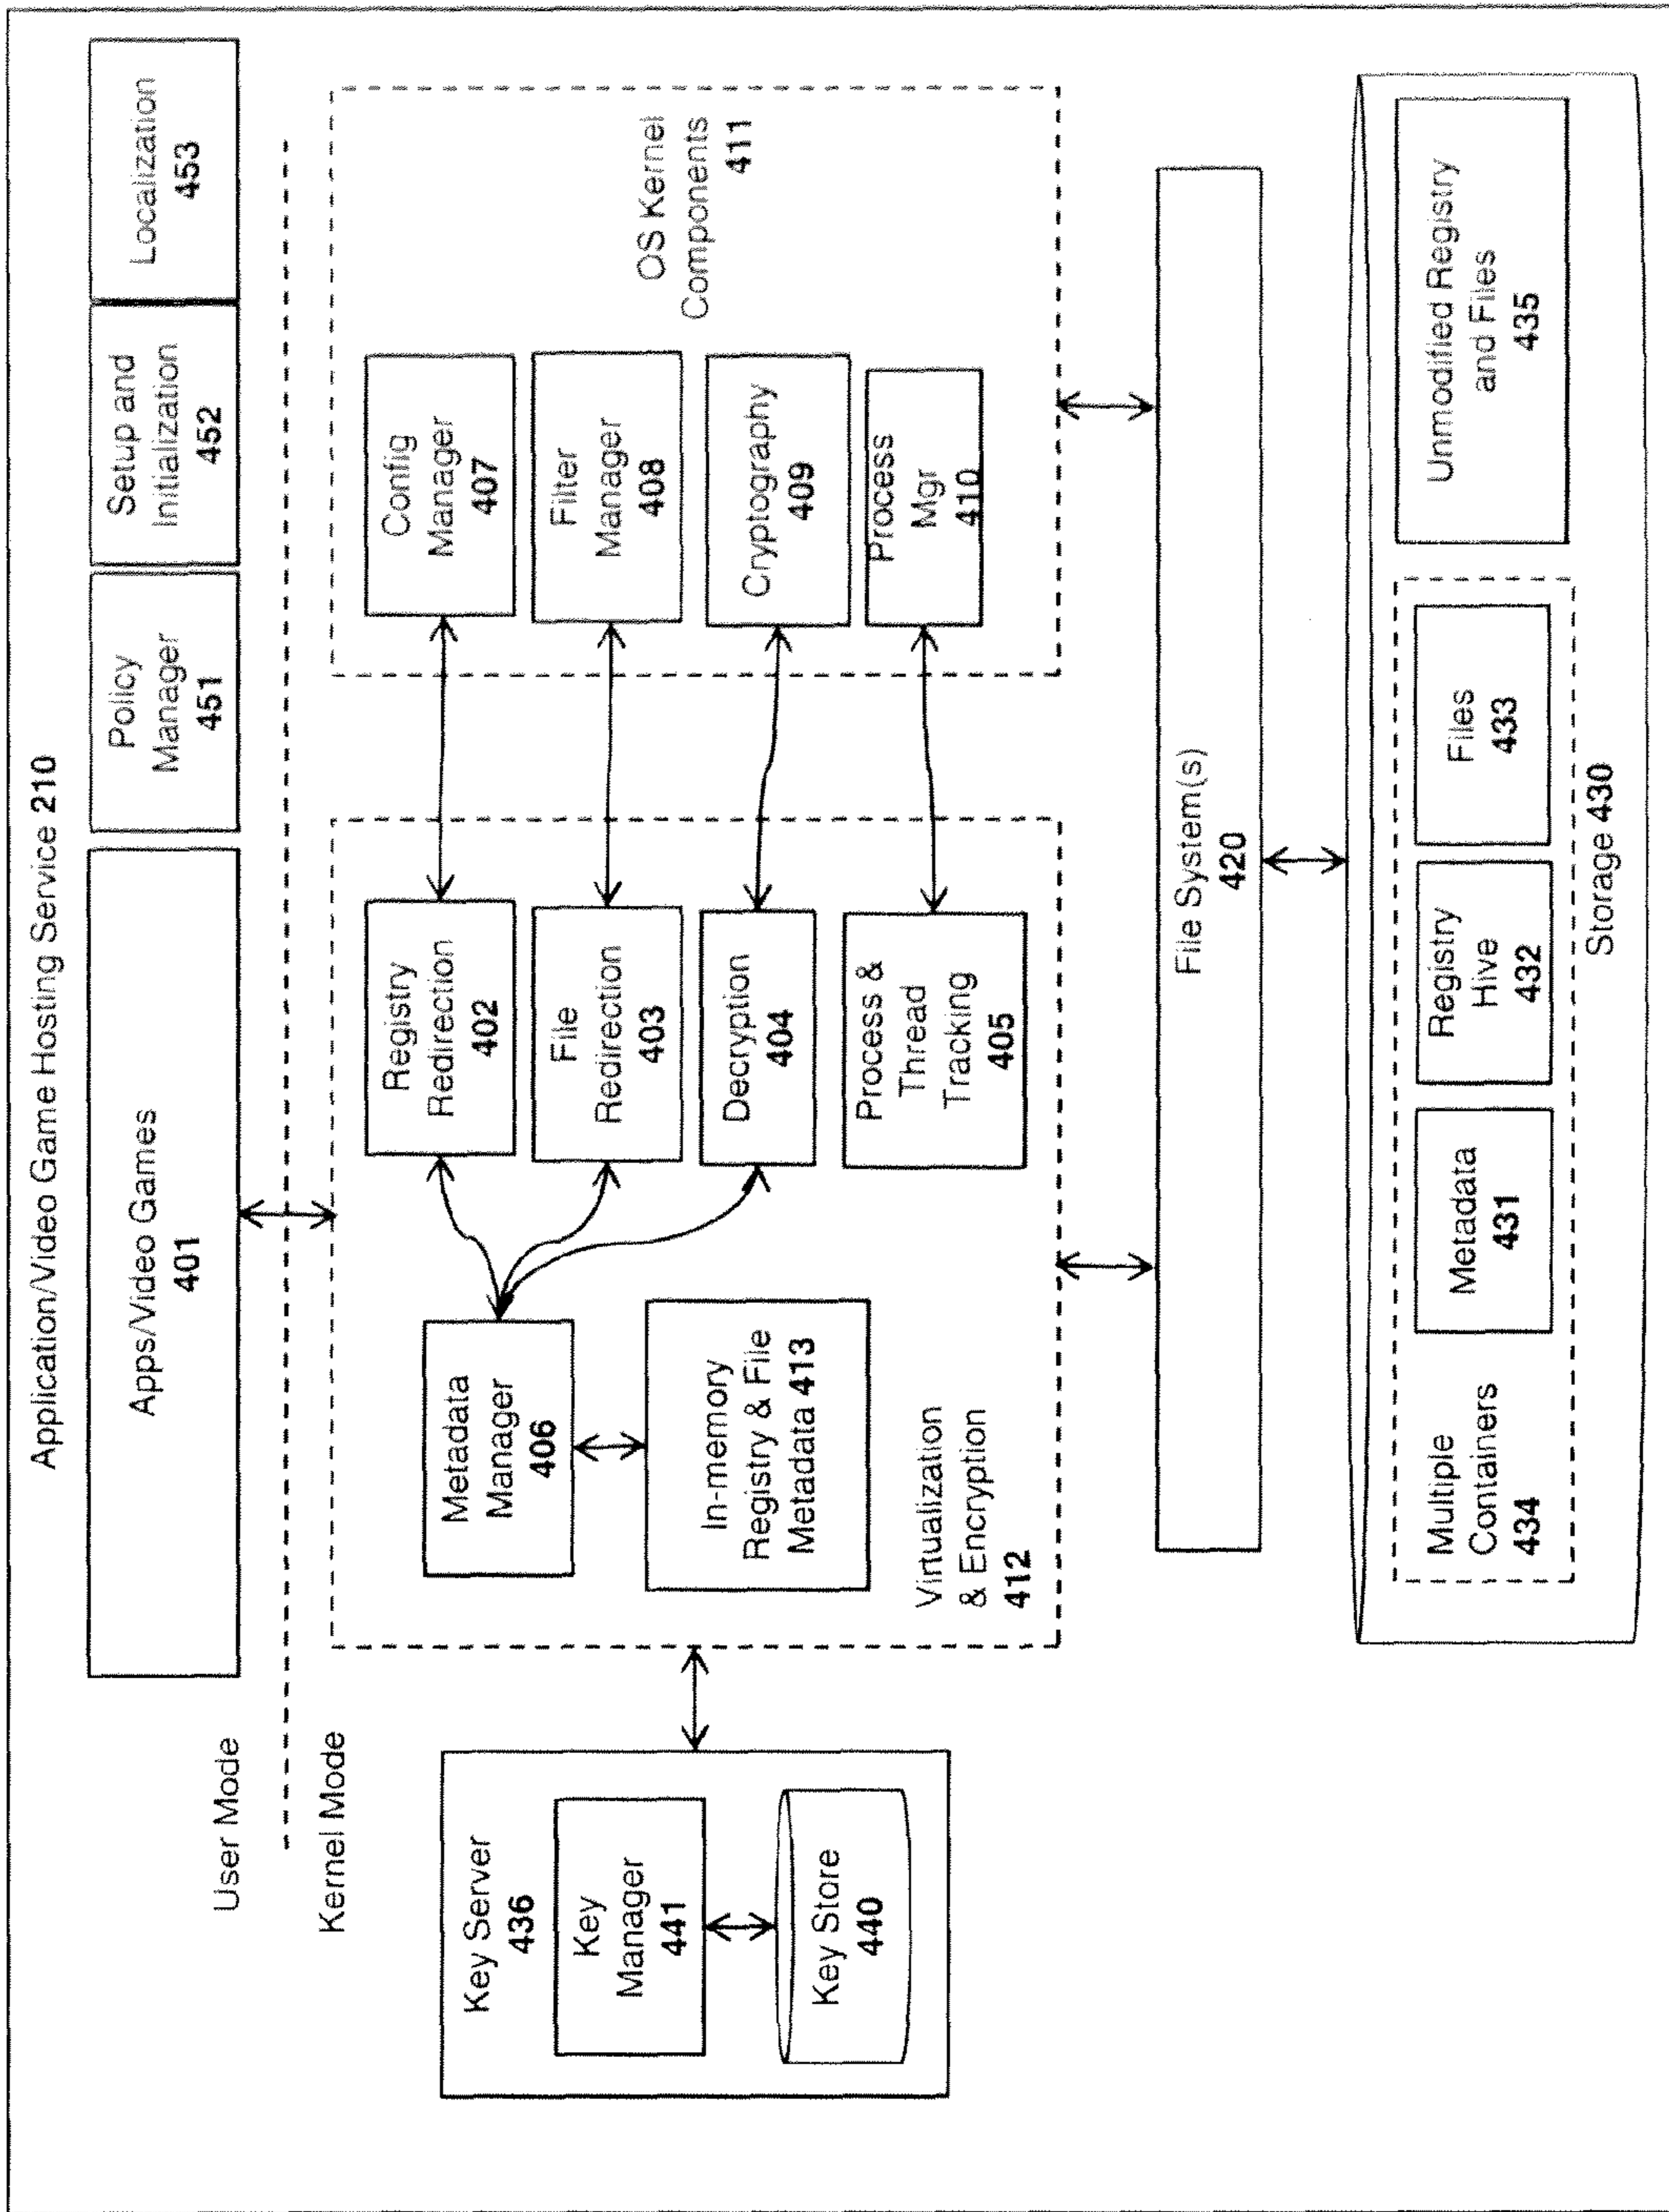 Application/Video Game Hosting Service 210
Apps/Video Games
401
Policy
Manager
451
Setup and
Initialization
452
Localization
453
User Mode
Kernel Mode
Key Server
436
Key
Manager
441
Key Store
440
Metadata
Manager
406
In-memory
Registry & File
Metadata 413
Virtualization
& Encryption
412
Registry
Redirection
402
File
Redirection
403
Decryption
404
Process &
Thread
Tracking
405
Config
Manager
407
Filter
Manager
408
Cryptography
409
Process
Mgr
410
OS Kernel
Components
411
File System(s)
420
Multiple
Containers
434
Metadata
431
Registry
Hive
432
Files
433
Storage 430
Unmodified Registry
and Files
435